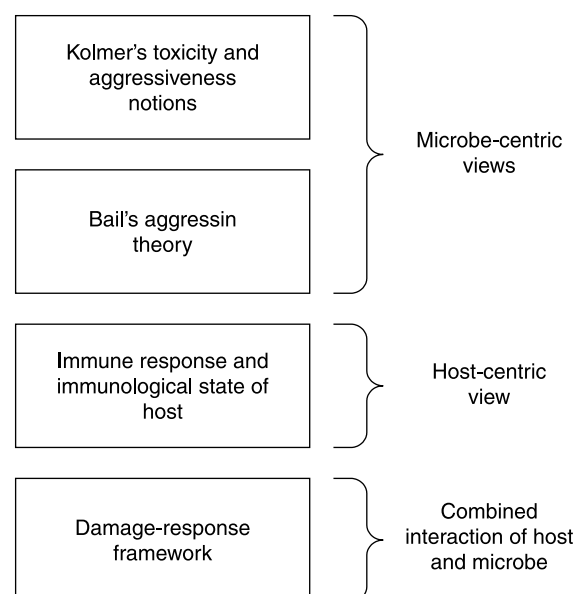 Kolmer's toxicity and
aggressiveness
notions
Microbe-centric
views
Bail's aggressin
theory
Immune response and
immunological state of
host
Host-centric
view
Damage-response
framework
Combined
interaction of host
and microbe